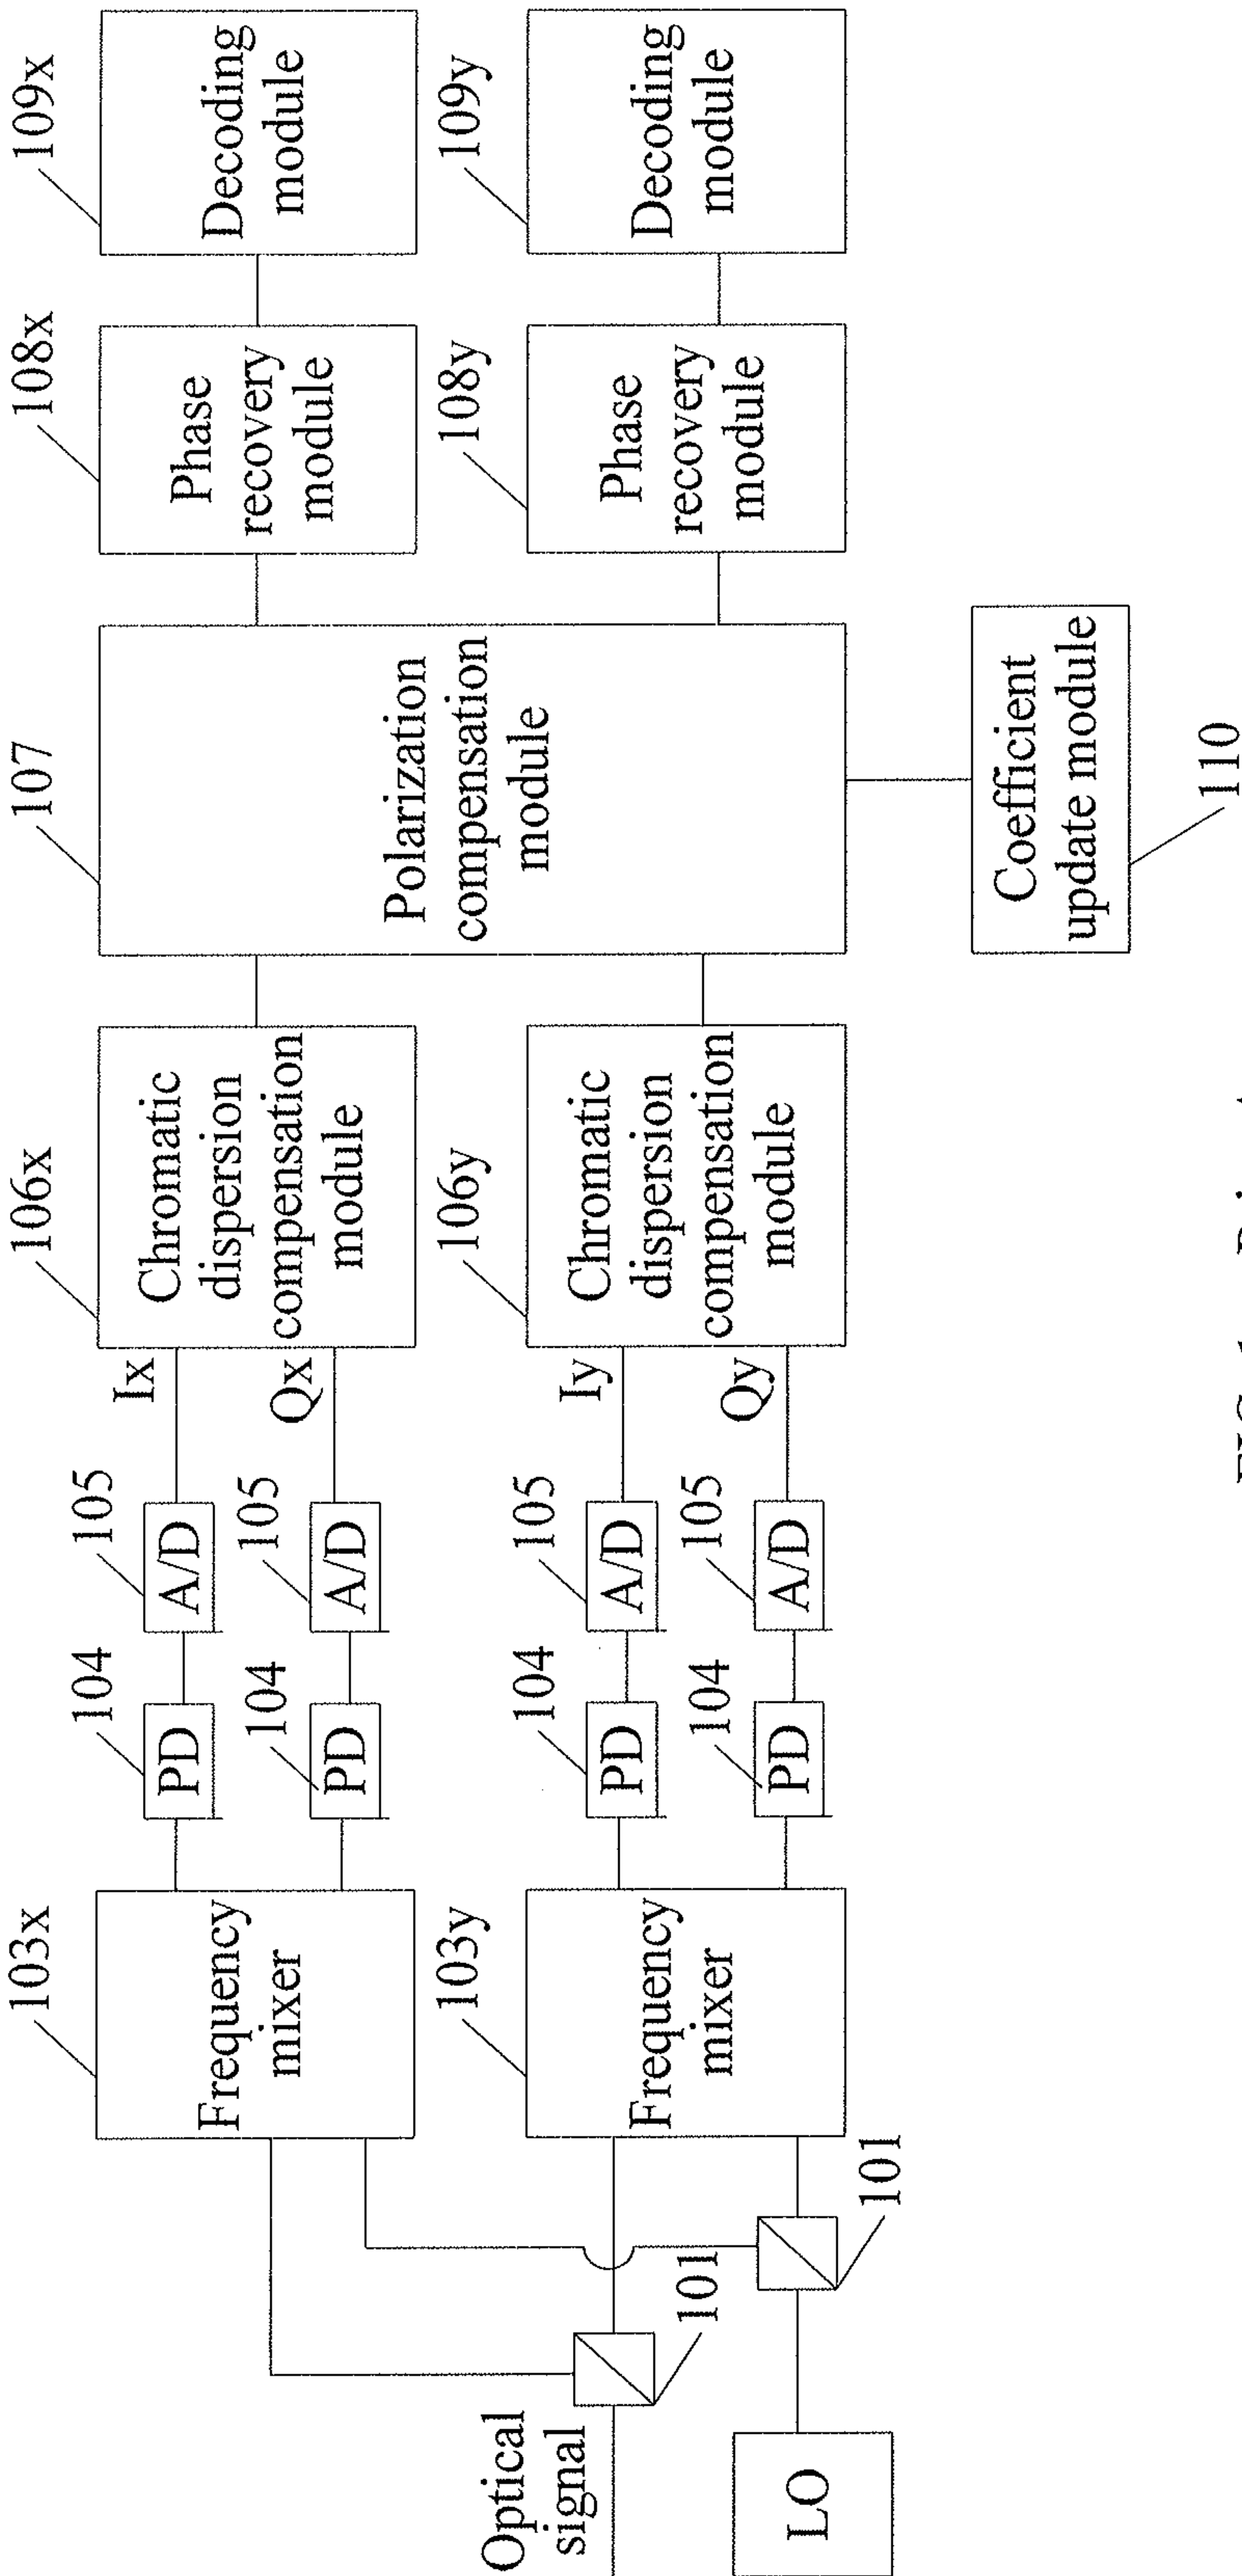 109x
Decoding
module
109y
Decoding
module
108x
Phase
recovery
module
108y
Phase
recovery
module
107
Polarization
compensation
module
Coefficient
update module
110
106x
Chromatic
dispersion
compensation
module
106y
Chromatic
dispersion
compensation
module
Ix
Qx
Iy
Qy
105
A/D
105
A/D
105
A/D
105
A/D
104
PD
104
PD
104
PD
104
PD
103x
Frequency
mixer
103y
Frequency
mixer
101
101
Optical
signal
LO